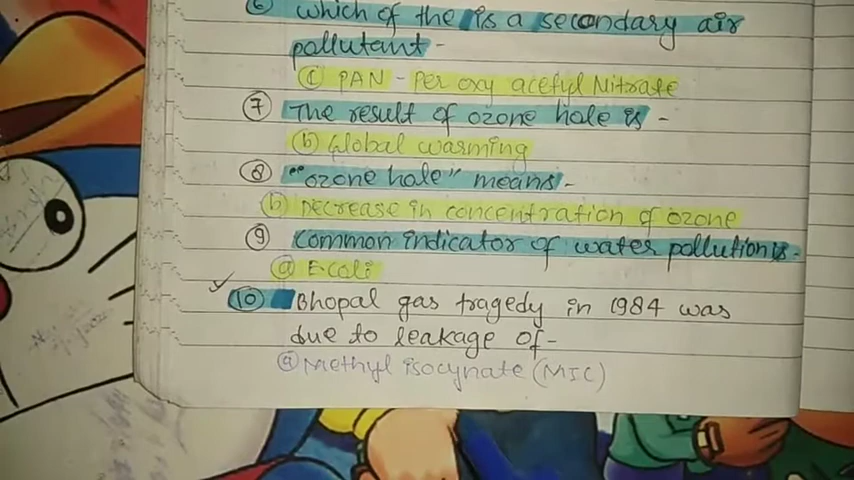 6 which of the is a secondary air
pollutant-
c PAN - Per oxy acetyl Nitrate
7 The result of ozone hole is -
b Global warming
8 "ozone hole" means-
b Decrease in concentration of ozone
9 Common indicator of water pollution is-
a E-coli
10 Bhopal gas tragedy in 1984 was
due to leakage of-
a Methyl isocynate (MIC)